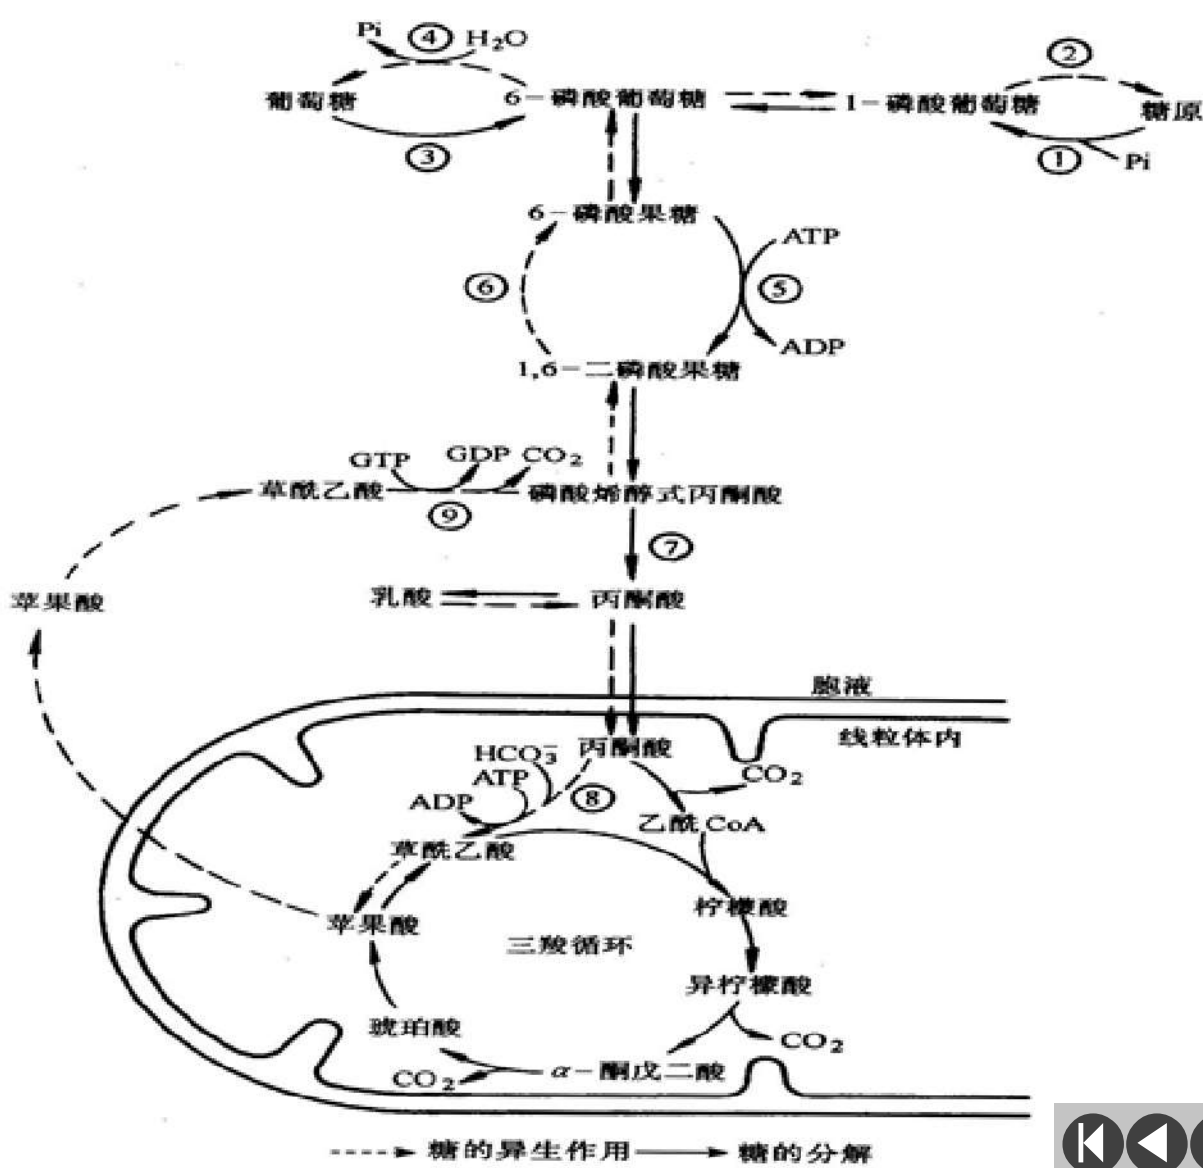 Pi ④ H₂O
②
葡萄糖 6-磷酸葡萄糖 1-磷酸葡萄糖 糖原
③ ① Pi
6-磷酸果糖
ATP
⑥ ⑤
ADP
1,6-二磷酸果糖
GTP GDP CO₂
草酰乙酸 磷酸烯醇式丙酮酸
⑨
⑦
苹果酸 乳酸 丙酮酸
胞液
线粒体内
HCO₃⁻ 丙酮酸
ATP CO₂
ADP ⑧
乙酰CoA
草酰乙酸
柠檬酸
苹果酸
三羧循环
异柠檬酸
琥珀酸
CO₂
CO₂ α-酮戊二酸
糖的异生作用 糖的分解